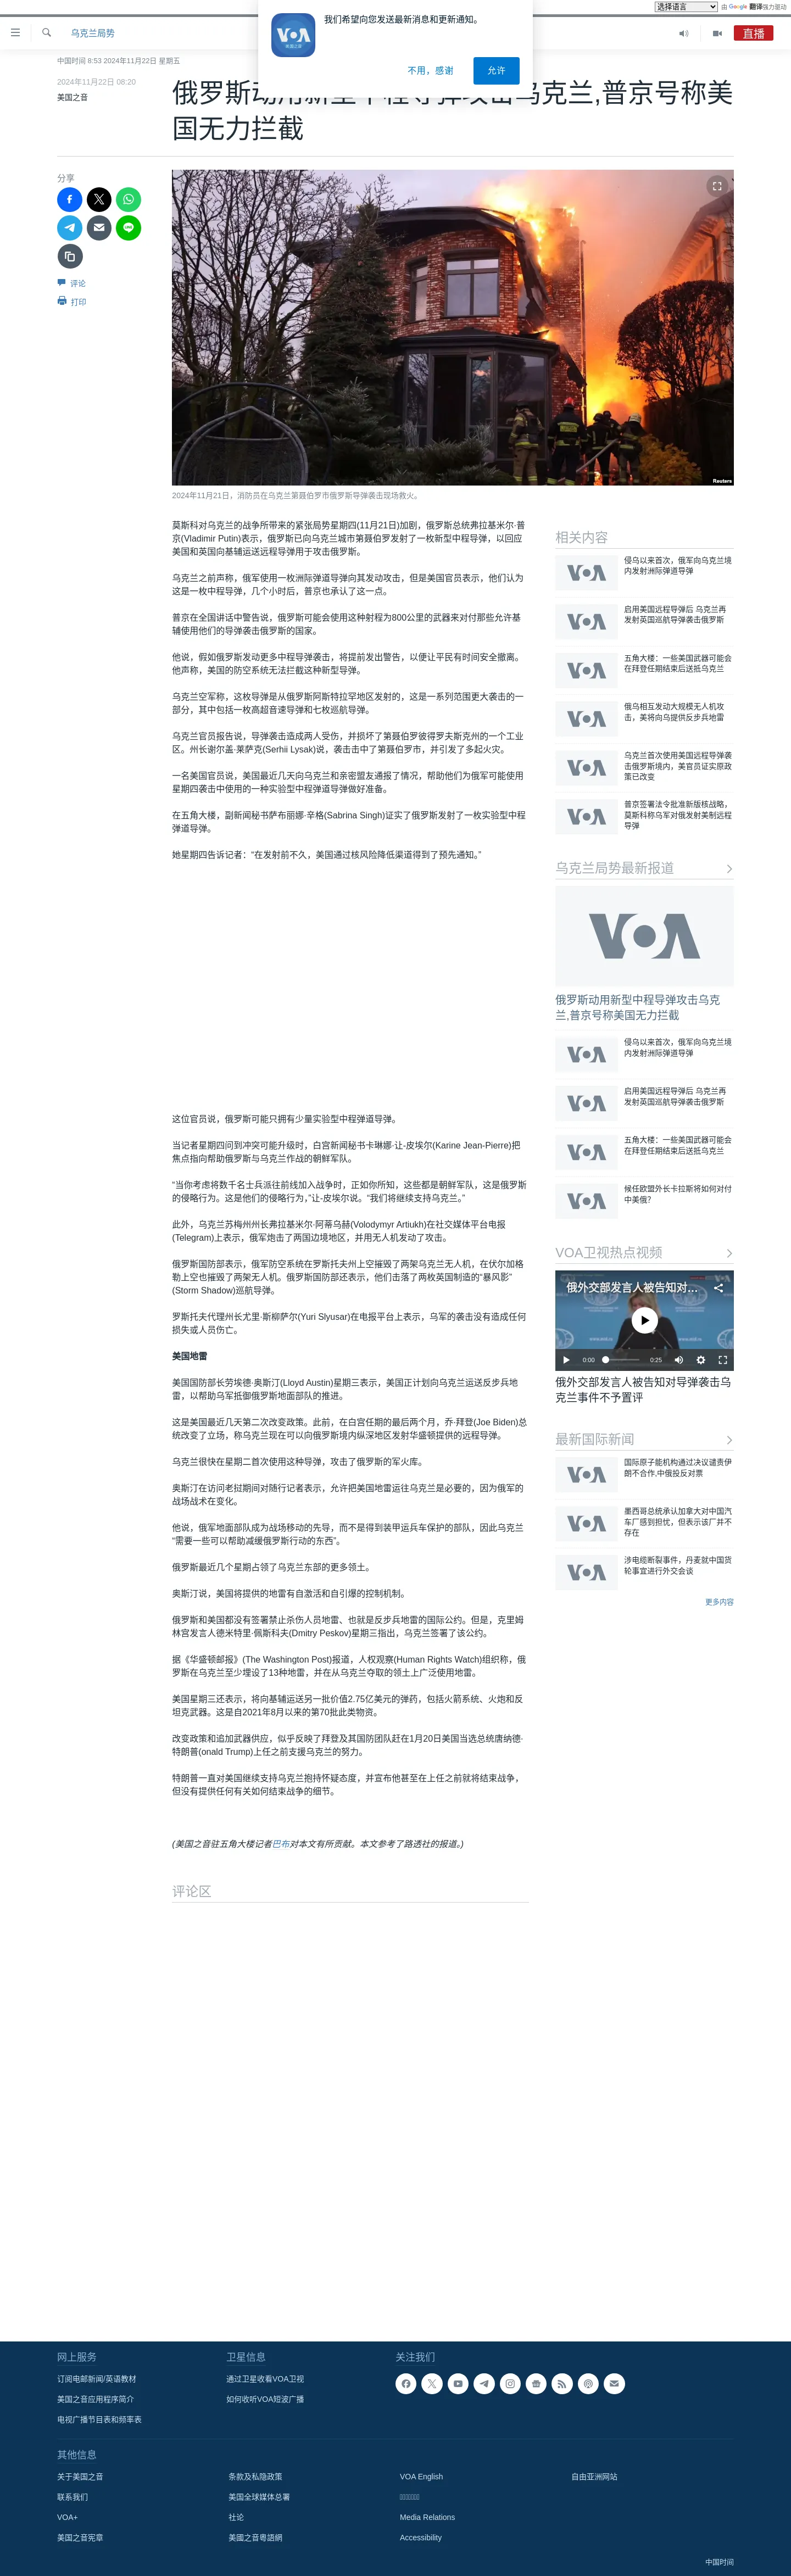 选择语言
由 Google 翻译强力驱动
我们希望向您发送最新消息和更新通知。
不用，感谢
允许
乌克兰局势
直播
中国时间 8:53 2024年11月22日 星期五
2024年11月22日 08:20
美国之音
俄罗斯动用新型中程导弹攻击乌克兰,普京号称美
国无力拦截
分享
评论
打印
Reuters
2024年11月21日，消防员在乌克兰第聂伯罗市俄罗斯导弹袭击现场救火。
莫斯科对乌克兰的战争所带来的紧张局势星期四(11月21日)加剧，俄罗斯总统弗拉基米尔·普
京(Vladimir Putin)表示，俄罗斯已向乌克兰城市第聂伯罗发射了一枚新型中程导弹，以回应
美国和英国向基辅运送远程导弹用于攻击俄罗斯。
乌克兰之前声称，俄军使用一枚洲际弹道导弹向其发动攻击，但是美国官员表示，他们认为
这是一枚中程导弹，几个小时后，普京也承认了这一点。
普京在全国讲话中警告说，俄罗斯可能会使用这种射程为800公里的武器来对付那些允许基
辅使用他们的导弹袭击俄罗斯的国家。
他说，假如俄罗斯发动更多中程导弹袭击，将提前发出警告，以便让平民有时间安全撤离。
他声称，美国的防空系统无法拦截这种新型导弹。
乌克兰空军称，这枚导弹是从俄罗斯阿斯特拉罕地区发射的，这是一系列范围更大袭击的一
部分，其中包括一枚高超音速导弹和七枚巡航导弹。
乌克兰官员报告说，导弹袭击造成两人受伤，并损坏了第聂伯罗彼得罗夫斯克州的一个工业
区。州长谢尔盖·莱萨克(Serhii Lysak)说，袭击击中了第聂伯罗市，并引发了多起火灾。
一名美国官员说，美国最近几天向乌克兰和亲密盟友通报了情况，帮助他们为俄军可能使用
星期四袭击中使用的一种实验型中程弹道导弹做好准备。
在五角大楼，副新闻秘书萨布丽娜·辛格(Sabrina Singh)证实了俄罗斯发射了一枚实验型中程
弹道导弹。
她星期四告诉记者：“在发射前不久，美国通过核风险降低渠道得到了预先通知。”
这位官员说，俄罗斯可能只拥有少量实验型中程弹道导弹。
当记者星期四问到冲突可能升级时，白宫新闻秘书卡琳娜·让-皮埃尔(Karine Jean-Pierre)把
焦点指向帮助俄罗斯与乌克兰作战的朝鲜军队。
“当你考虑将数千名士兵派往前线加入战争时，正如你所知，这些都是朝鲜军队，这是俄罗斯
的侵略行为。这是他们的侵略行为，”让-皮埃尔说。“我们将继续支持乌克兰。”
此外，乌克兰苏梅州州长弗拉基米尔·阿蒂乌赫(Volodymyr Artiukh)在社交媒体平台电报
(Telegram)上表示，俄军炮击了两国边境地区，并用无人机发动了攻击。
俄罗斯国防部表示，俄军防空系统在罗斯托夫州上空摧毁了两架乌克兰无人机，在伏尔加格
勒上空也摧毁了两架无人机。俄罗斯国防部还表示，他们击落了两枚英国制造的“暴风影”
(Storm Shadow)巡航导弹。
罗斯托夫代理州长尤里·斯柳萨尔(Yuri Slyusar)在电报平台上表示，乌军的袭击没有造成任何
损失或人员伤亡。
美国地雷
美国国防部长劳埃德·奥斯汀(Lloyd Austin)星期三表示，美国正计划向乌克兰运送反步兵地
雷，以帮助乌军抵御俄罗斯地面部队的推进。
这是美国最近几天第二次改变政策。此前，在白宫任期的最后两个月，乔·拜登(Joe Biden)总
统改变了立场，称乌克兰现在可以向俄罗斯境内纵深地区发射华盛顿提供的远程导弹。
乌克兰很快在星期二首次使用这种导弹，攻击了俄罗斯的军火库。
奥斯汀在访问老挝期间对随行记者表示，允许把美国地雷运往乌克兰是必要的，因为俄军的
战场战术在变化。
他说，俄军地面部队成为战场移动的先导，而不是得到装甲运兵车保护的部队，因此乌克兰
“需要一些可以帮助减缓俄罗斯行动的东西”。
俄罗斯最近几个星期占领了乌克兰东部的更多领土。
奥斯汀说，美国将提供的地雷有自激活和自引爆的控制机制。
俄罗斯和美国都没有签署禁止杀伤人员地雷、也就是反步兵地雷的国际公约。但是，克里姆
林宫发言人德米特里·佩斯科夫(Dmitry Peskov)星期三指出，乌克兰签署了该公约。
据《华盛顿邮报》(The Washington Post)报道，人权观察(Human Rights Watch)组织称，俄
罗斯在乌克兰至少埋设了13种地雷，并在从乌克兰夺取的领土上广泛使用地雷。
美国星期三还表示，将向基辅运送另一批价值2.75亿美元的弹药，包括火箭系统、火炮和反
坦克武器。这是自2021年8月以来的第70批此类物资。
改变政策和追加武器供应，似乎反映了拜登及其国防团队赶在1月20日美国当选总统唐纳德·
特朗普(onald Trump)上任之前支援乌克兰的努力。
特朗普一直对美国继续支持乌克兰抱持怀疑态度，并宣布他甚至在上任之前就将结束战争，
但没有提供任何有关如何结束战争的细节。
(美国之音驻五角大楼记者巴布对本文有所贡献。本文参考了路透社的报道。)
评论区
相关内容
侵乌以来首次，俄军向乌克兰境
内发射洲际弹道导弹
启用美国远程导弹后 乌克兰再
发射英国巡航导弹袭击俄罗斯
五角大楼：一些美国武器可能会
在拜登任期结束后送抵乌克兰
俄乌相互发动大规模无人机攻
击，美将向乌提供反步兵地雷
乌克兰首次使用美国远程导弹袭
击俄罗斯境内，美官员证实原政
策已改变
普京签署法令批准新版核战略，
莫斯科称乌军对俄发射美制远程
导弹
乌克兰局势最新报道
俄罗斯动用新型中程导弹攻击乌克
兰,普京号称美国无力拦截
侵乌以来首次，俄军向乌克兰境
内发射洲际弹道导弹
启用美国远程导弹后 乌克兰再
发射英国巡航导弹袭击俄罗斯
五角大楼：一些美国武器可能会
在拜登任期结束后送抵乌克兰
候任欧盟外长卡拉斯将如何对付
中美俄？
VOA卫视热点视频
俄外交部发言人被告知对...
0:00
0:25
俄外交部发言人被告知对导弹袭击乌
克兰事件不予置评
最新国际新闻
国际原子能机构通过决议谴责伊
朗不合作,中俄投反对票
墨西哥总统承认加拿大对中国汽
车厂感到担忧，但表示该厂并不
存在
涉电缆断裂事件，丹麦就中国货
轮事宜进行外交会谈
更多内容
网上服务
订阅电邮新闻/英语教材
美国之音应用程序简介
电视广播节目表和频率表
卫星信息
通过卫星收看VOA卫视
如何收听VOA短波广播
关注我们
其他信息
关于美国之音
条款及私隐政策
VOA English
自由亚洲网站
联系我们
美国全球媒体总署
VOA+
社论
Media Relations
美国之音宪章
美國之音粵語網
Accessibility
中国时间